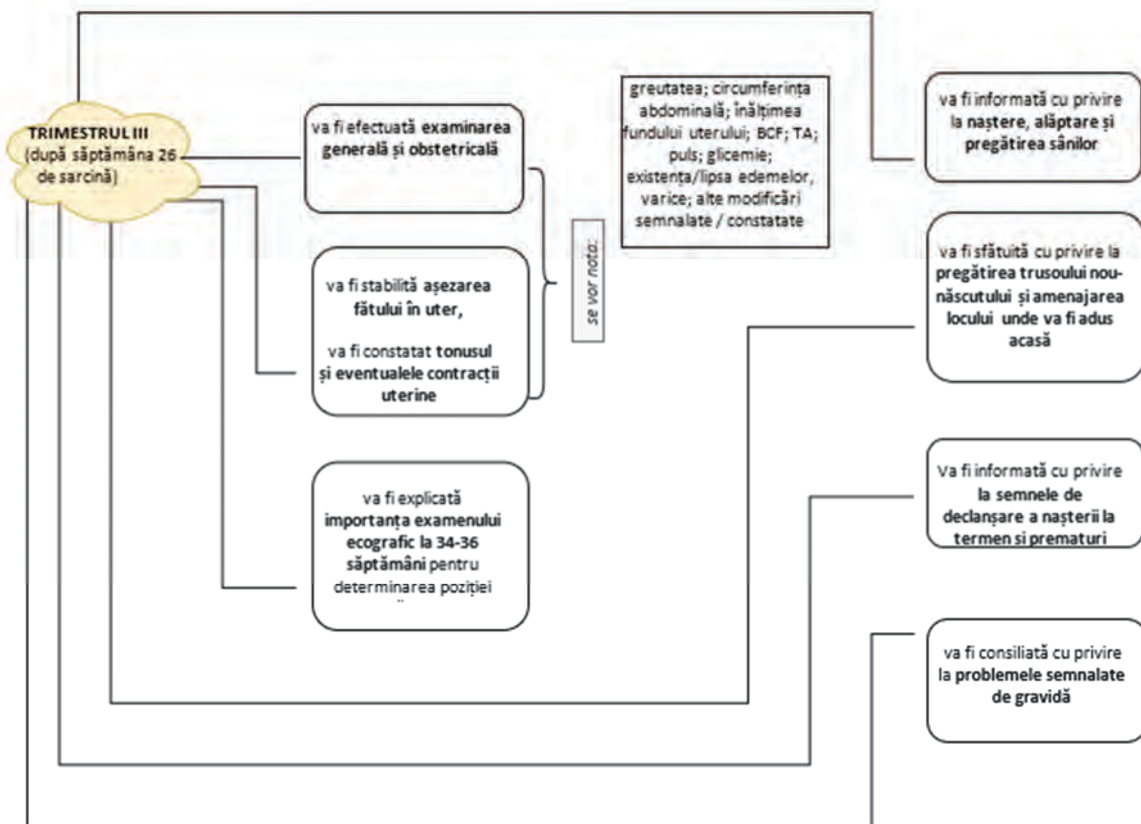 TRIMESTRUL III
(după săptămâna 26
de sarcină)
va fi efectuată examinarea
generală și obstetricală
va fi stabilită așezarea
fătului în uter,
va fi constatat tonusul
și eventualele contracții
uterine
va fi explicată
importanța examenului
ecografic la 34-36
săptămâni pentru
determinarea poziției
se vor nota:
greutatea; circumferința
abdominală; înălțimea
fundului uterului; BCF; TA;
puls; glicemie;
existența/lipsa edemelor,
varice; alte modificări
semnalate / constatate
va fi informată cu privire
la naștere, alăptare și
pregătirea sânilor
va fi sfătuită cu privire la
pregătirea trusoului nou-
născutului și amenajarea
locului unde va fi adus
acasă
Va fi informată cu privire
la semnele de
declanșare a nașterii la
termen si prematuri
va fi consiliată cu privire
la problemele semnalate
de gravidă